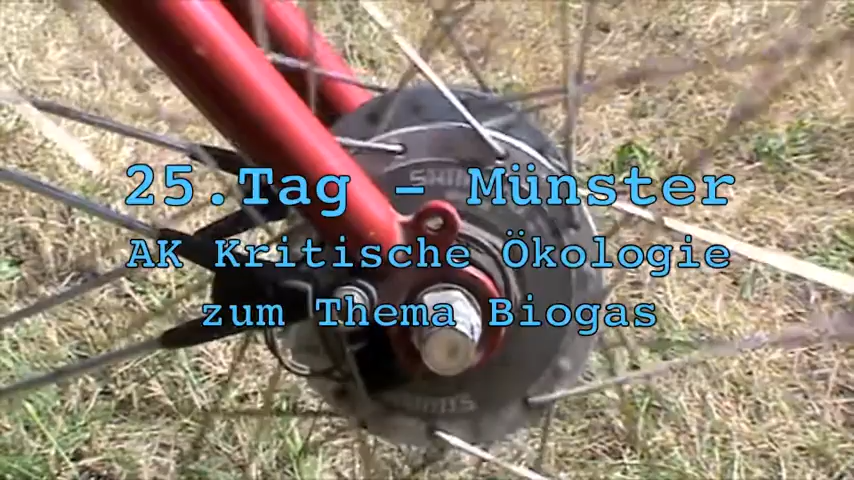 25.Tag – Münster
AK Kritische Ökologie
zum Thema Biogas